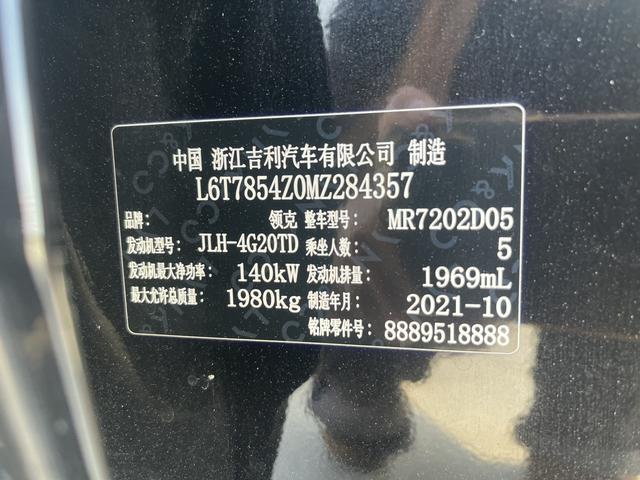 中国 浙江吉利汽车有限公司 制造
L6T7854Z0MZ284357
品牌: 领克 整车型号: MR7202D05
发动机型号: JLH-4G20TD 乘坐人数: 5
发动机最大净功率: 140kW 发动机排量: 1969mL
最大允许总质量: 1980kg 制造年月: 2021-10
铭牌零件号: 8889518888